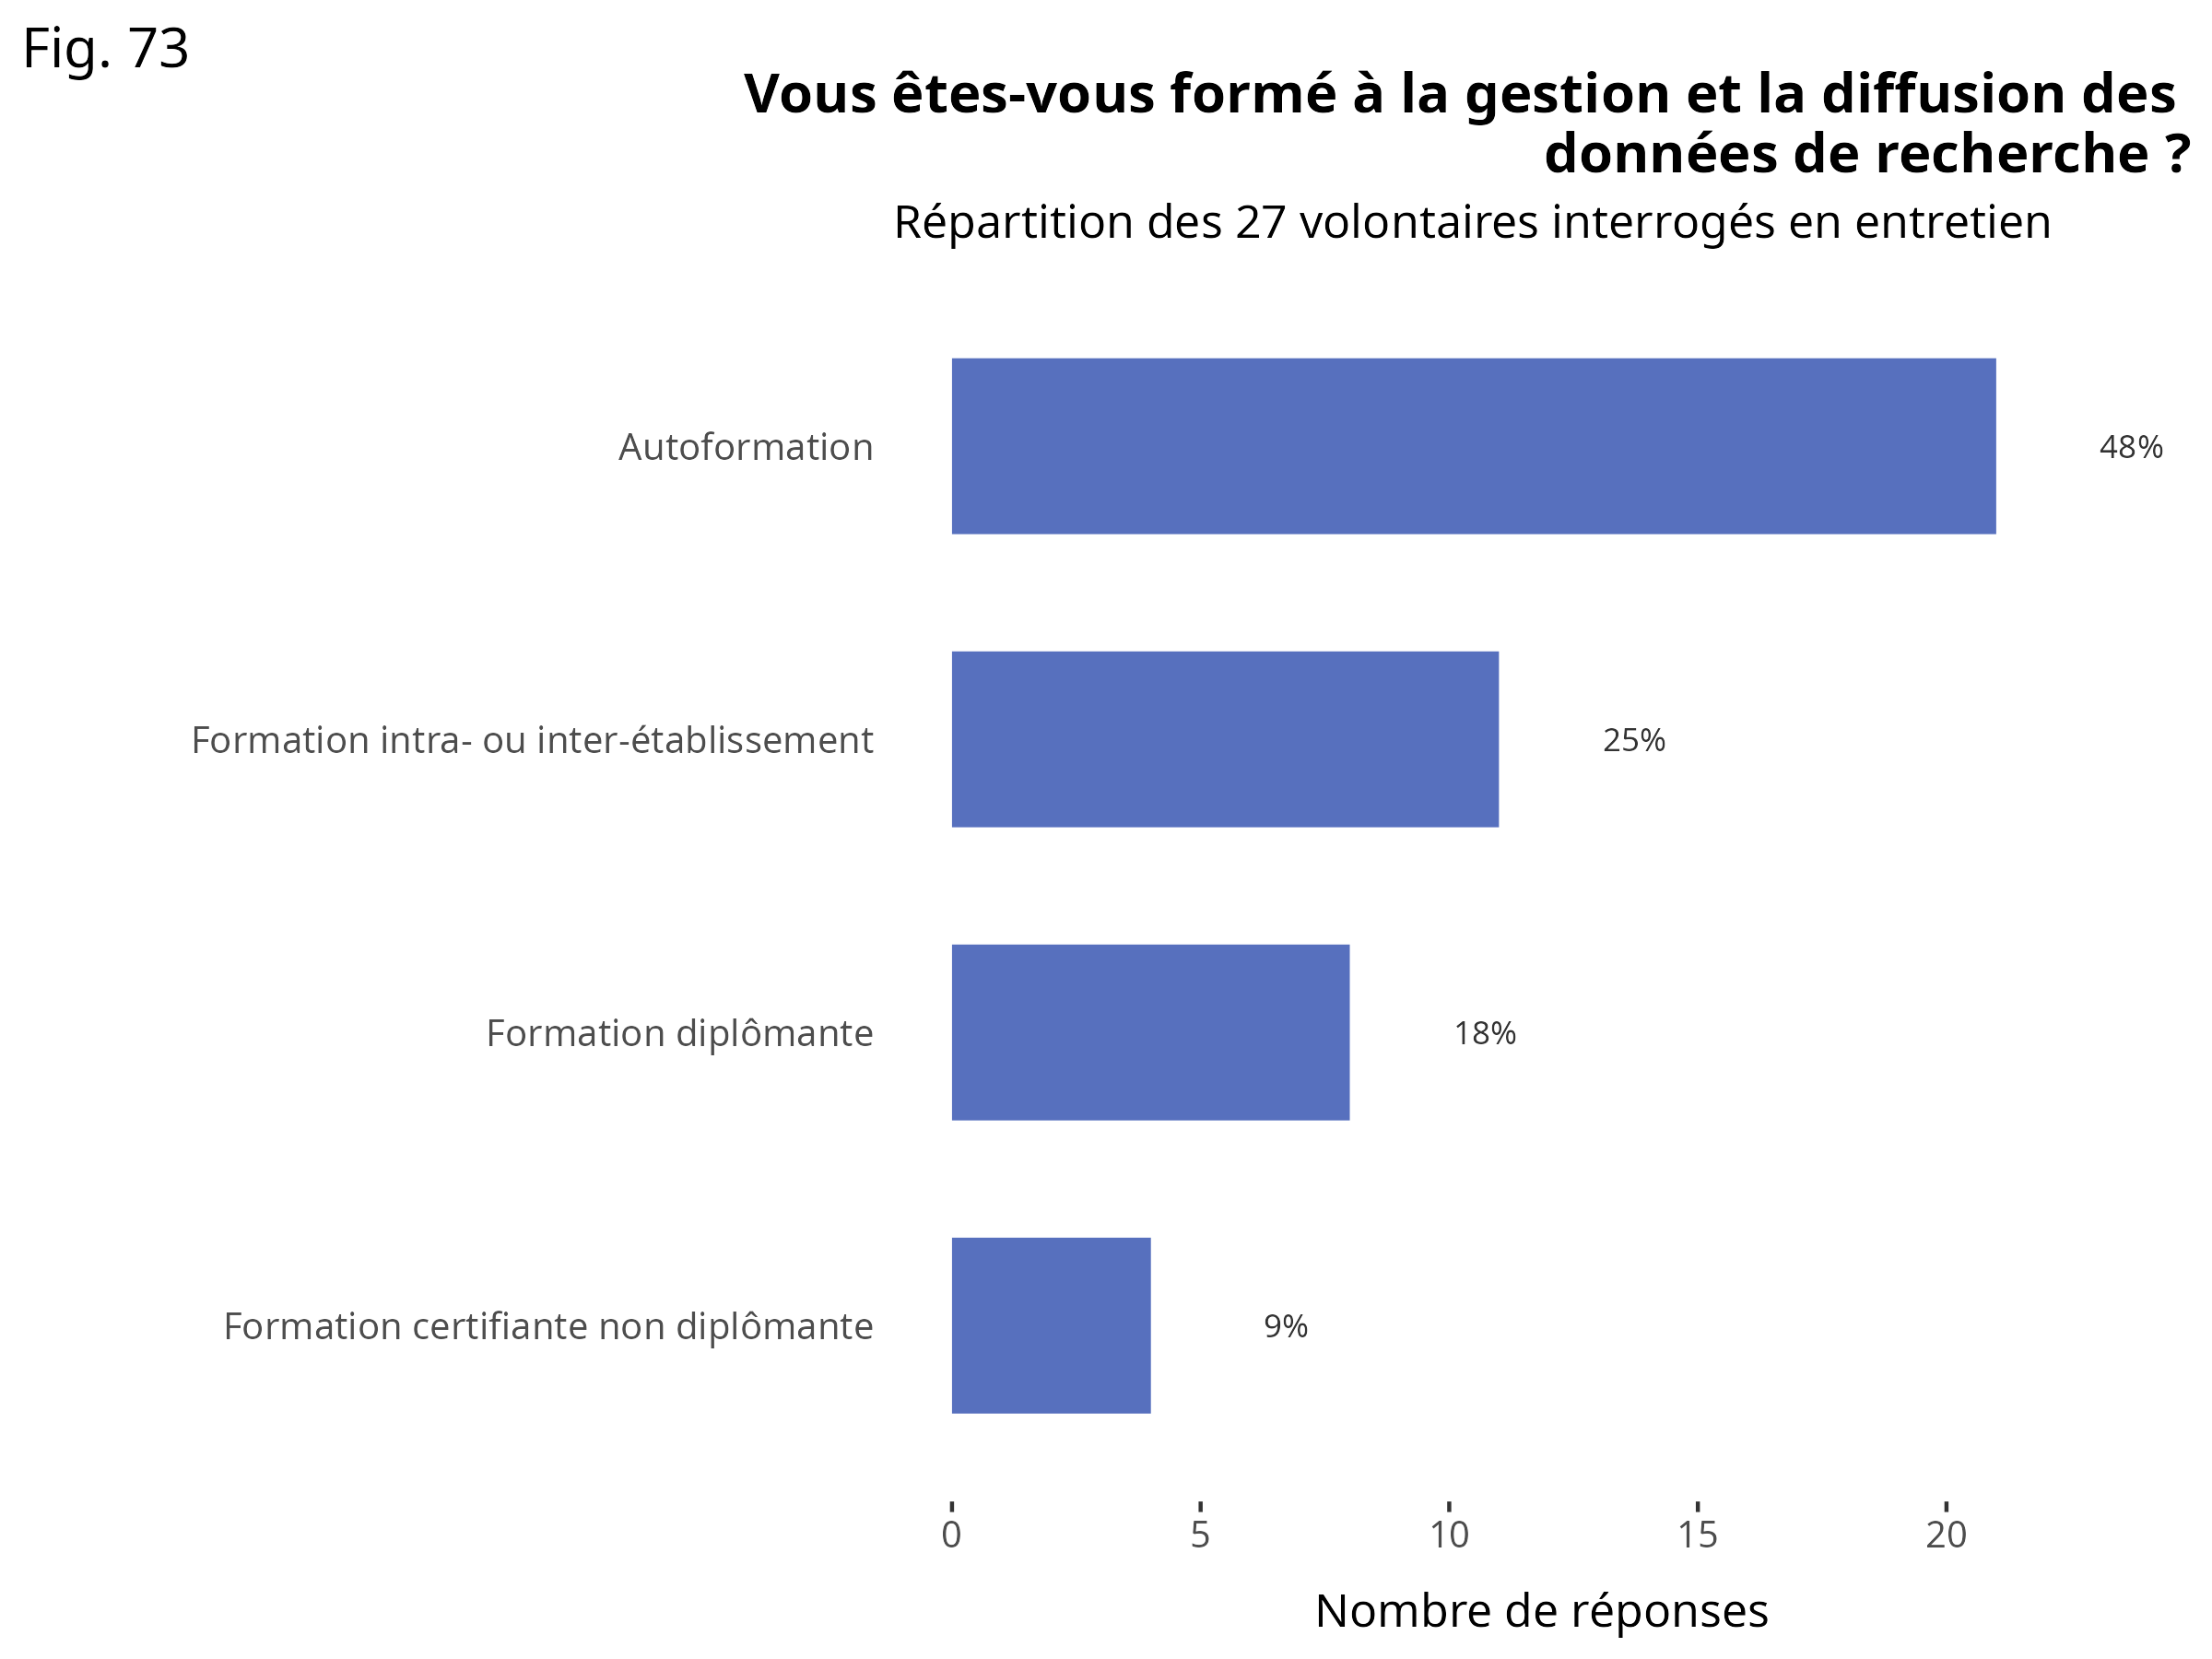 Fig. 73
Vous êtes-vous formé à la gestion et la diffusion des
données de recherche ?
Répartition des 27 volontaires interrogés en entretien
Autoformation
48%
Formation intra- ou inter-établissement
25%
Formation diplômante
18%
Formation certifiante non diplômante
9%
0 5 10 15 20
Nombre de réponses